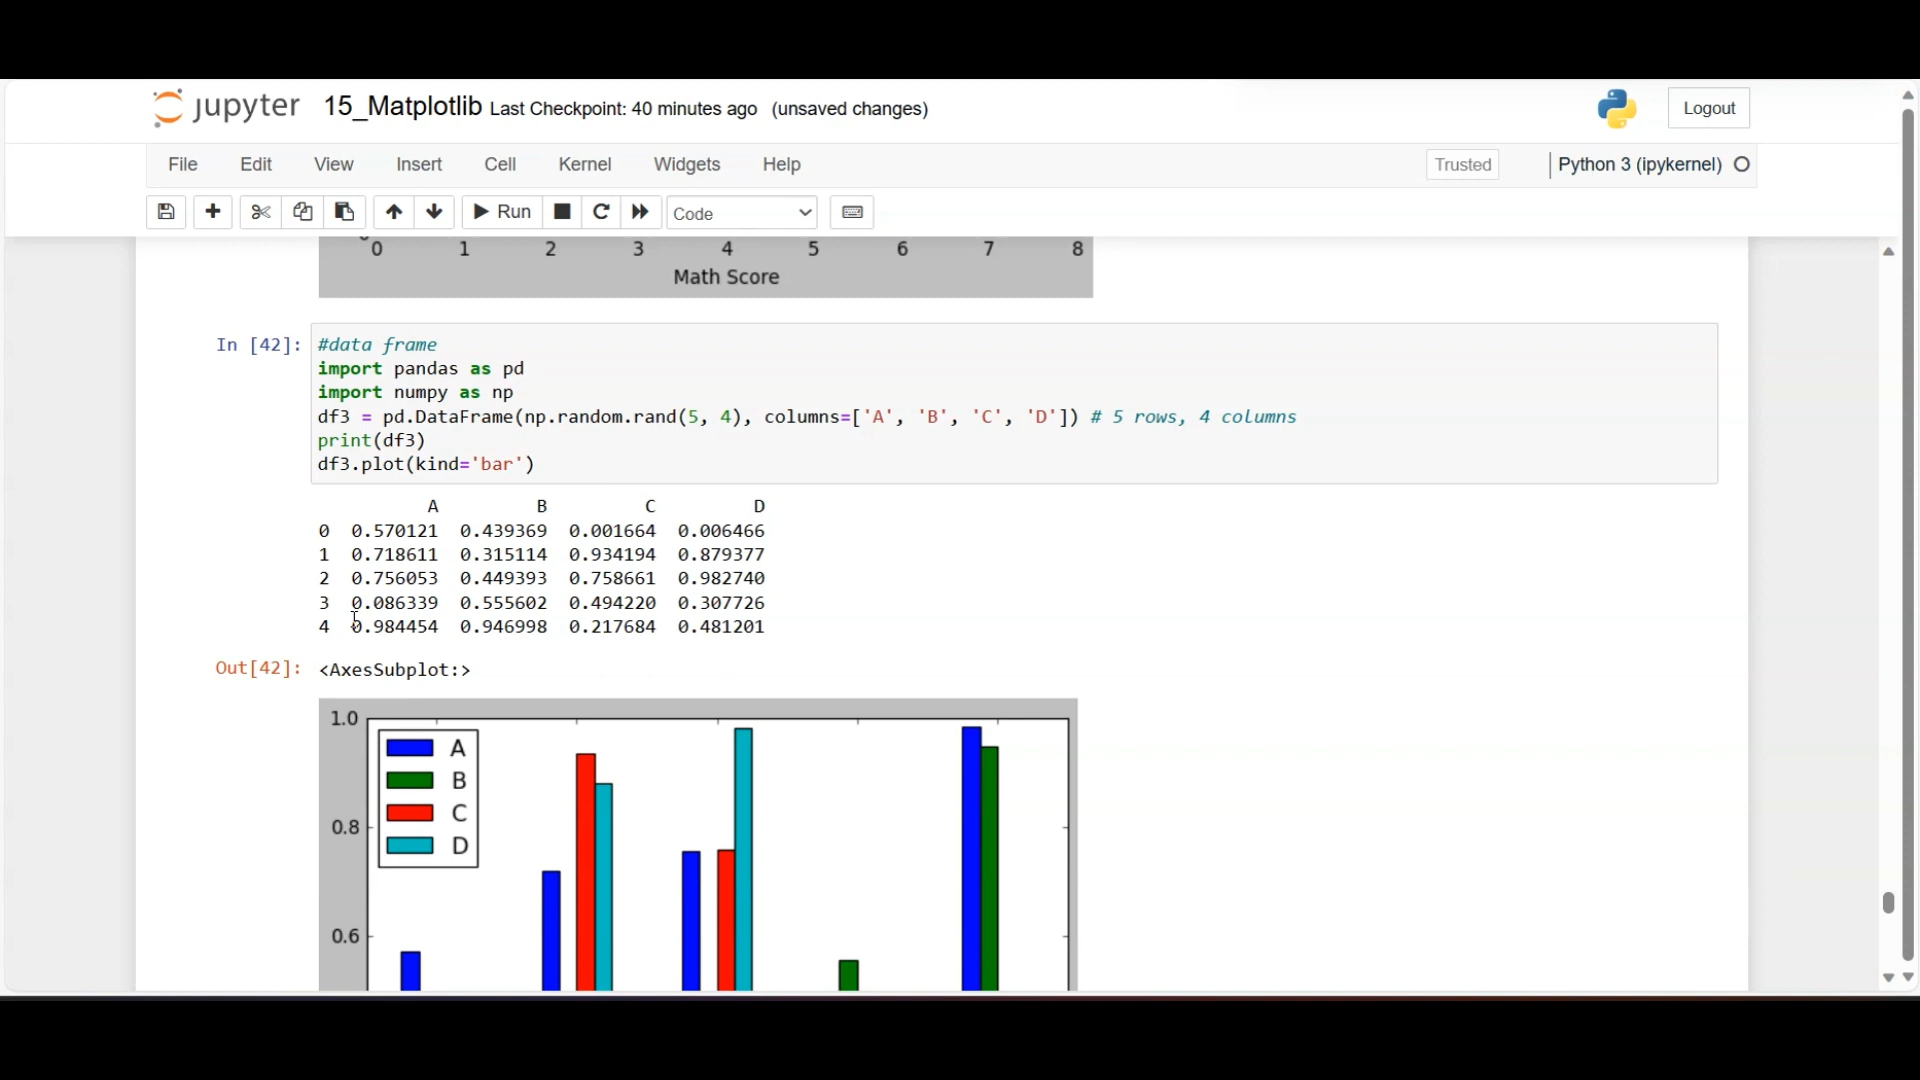 jupyter 15_Matplotlib Last Checkpoint: 40 minutes ago (unsaved changes)
Logout
File Edit View Insert Cell Kernel Widgets Help
Trusted Python 3 (ipykernel)
Run Code
0 1 2 3 4 5 6 7 8
Math Score
In [42]: #data frame
import pandas as pd
import numpy as np
df3 = pd.DataFrame(np.random.rand(5, 4), columns=['A', 'B', 'C', 'D']) # 5 rows, 4 columns
print(df3)
df3.plot(kind='bar')
A B C D
0 0.570121 0.439369 0.001664 0.006466
1 0.718611 0.315114 0.934194 0.879377
2 0.756053 0.449393 0.758661 0.982740
3 0.086339 0.555602 0.494220 0.307726
4 0.984454 0.946998 0.217684 0.481201
Out[42]: <AxesSubplot:>
1.0
A
B
0.8
C
D
0.6